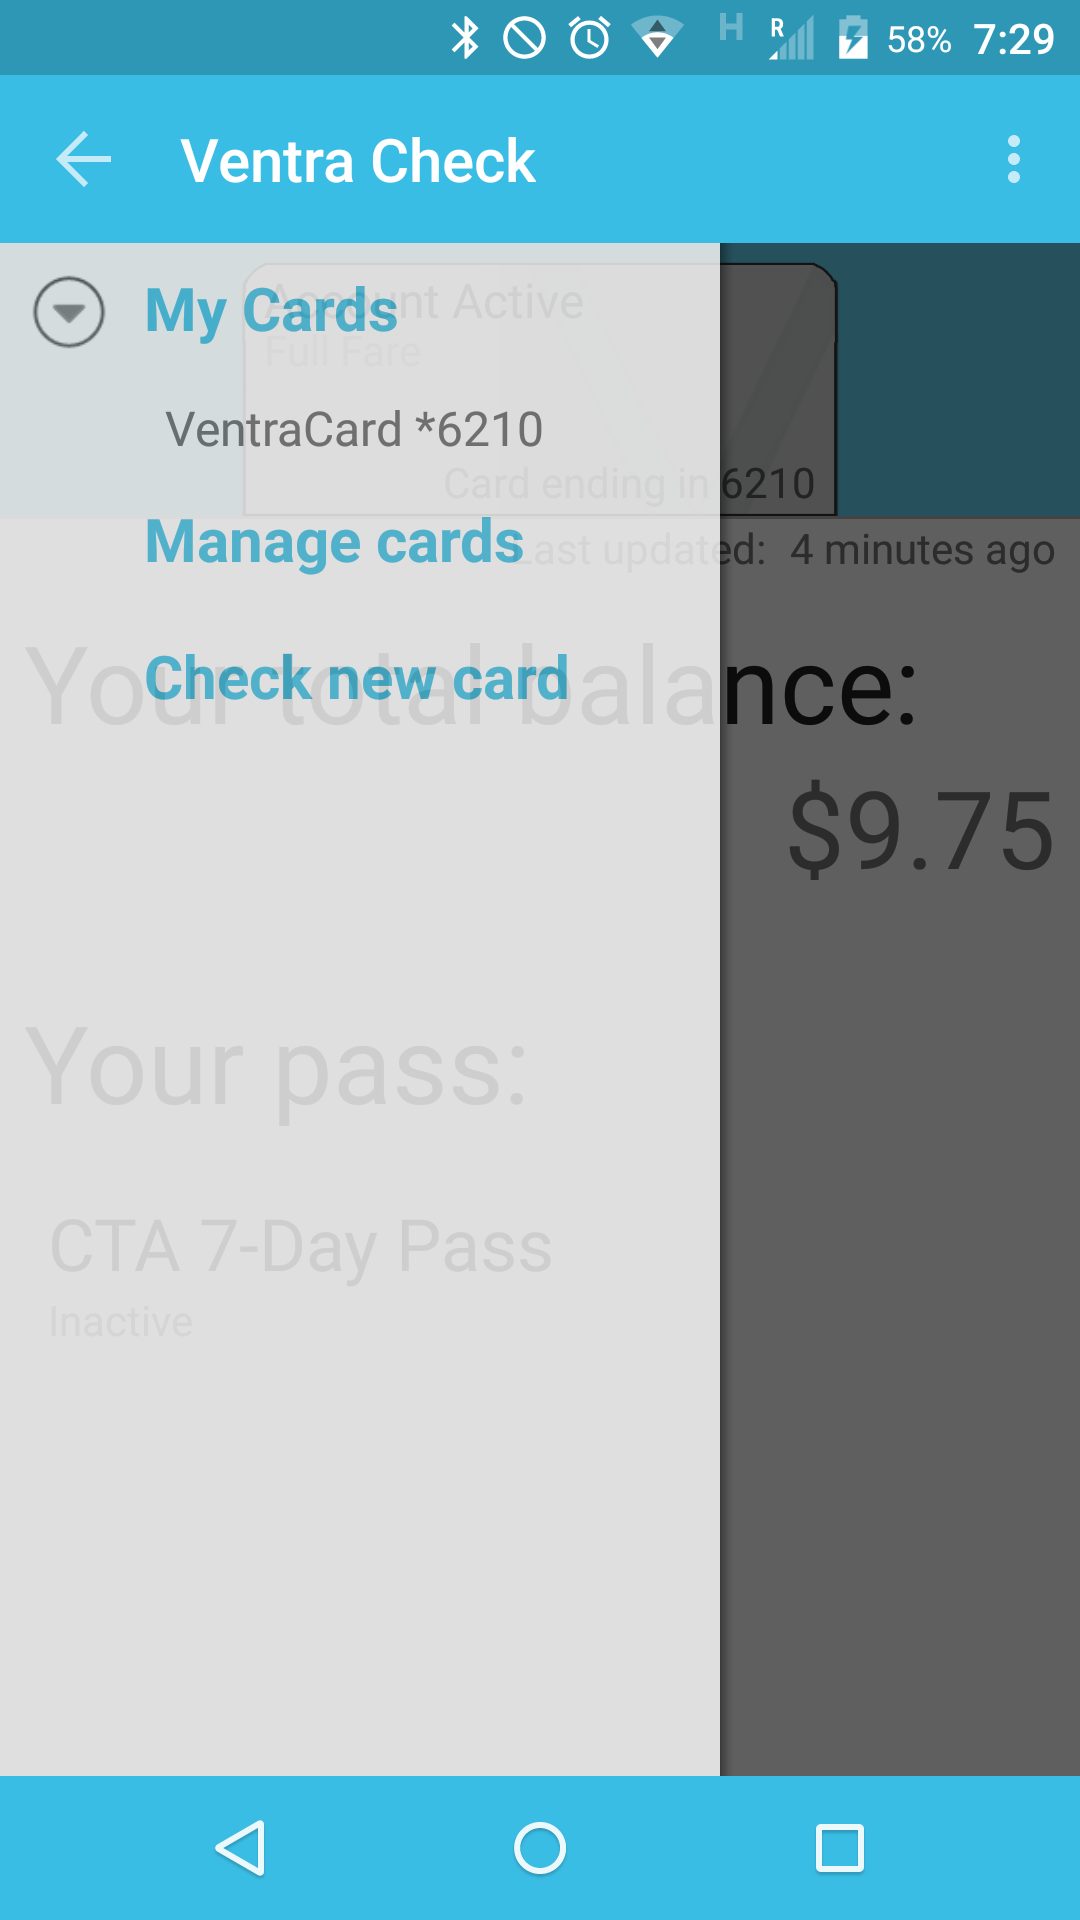 H R 58% 7:29
Ventra Check
My Cards
Account Active
Full Fare
VentraCard *6210
Card ending in 6210
Manage cards
Last updated: 4 minutes ago
Check new card
Your total balance:
$9.75
Your pass:
CTA 7-Day Pass
Inactive